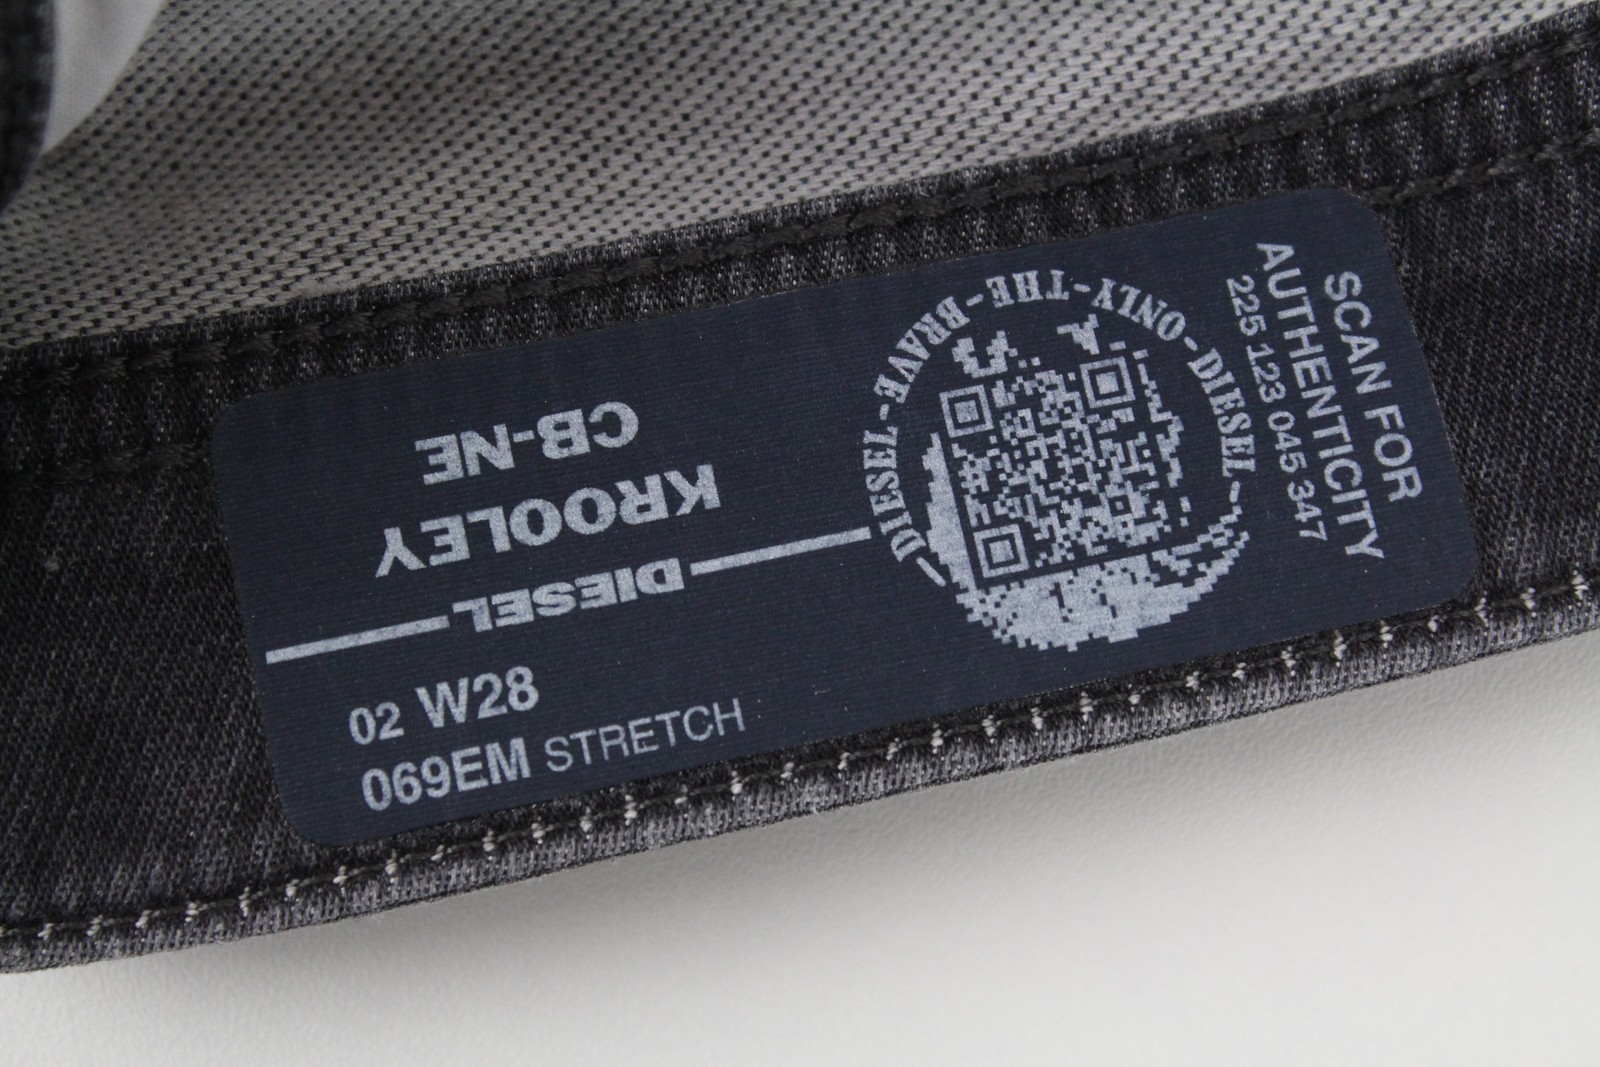 KROOLEY
CB-NE
DIESEL
02 W28
069EM STRETCH
DIESEL-BRAVE-THE-ONLY-DIESEL-
SCAN FOR
AUTHENTICITY
225 123 045 347